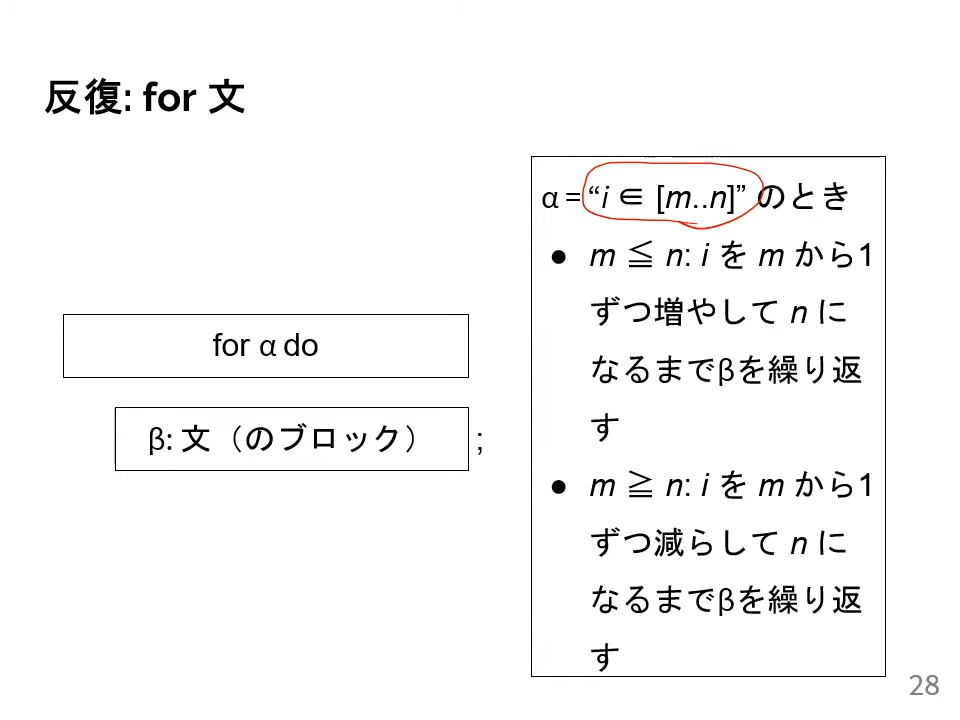 反復: for 文
for α do
β: 文（のブロック） ;
α = “i ∈ [m..n]” のとき
● m ≦ n: i を m から1
ずつ増やして n に
なるまでβを繰り返
す
● m ≧ n: i を m から1
ずつ減らして n に
なるまでβを繰り返
す
28